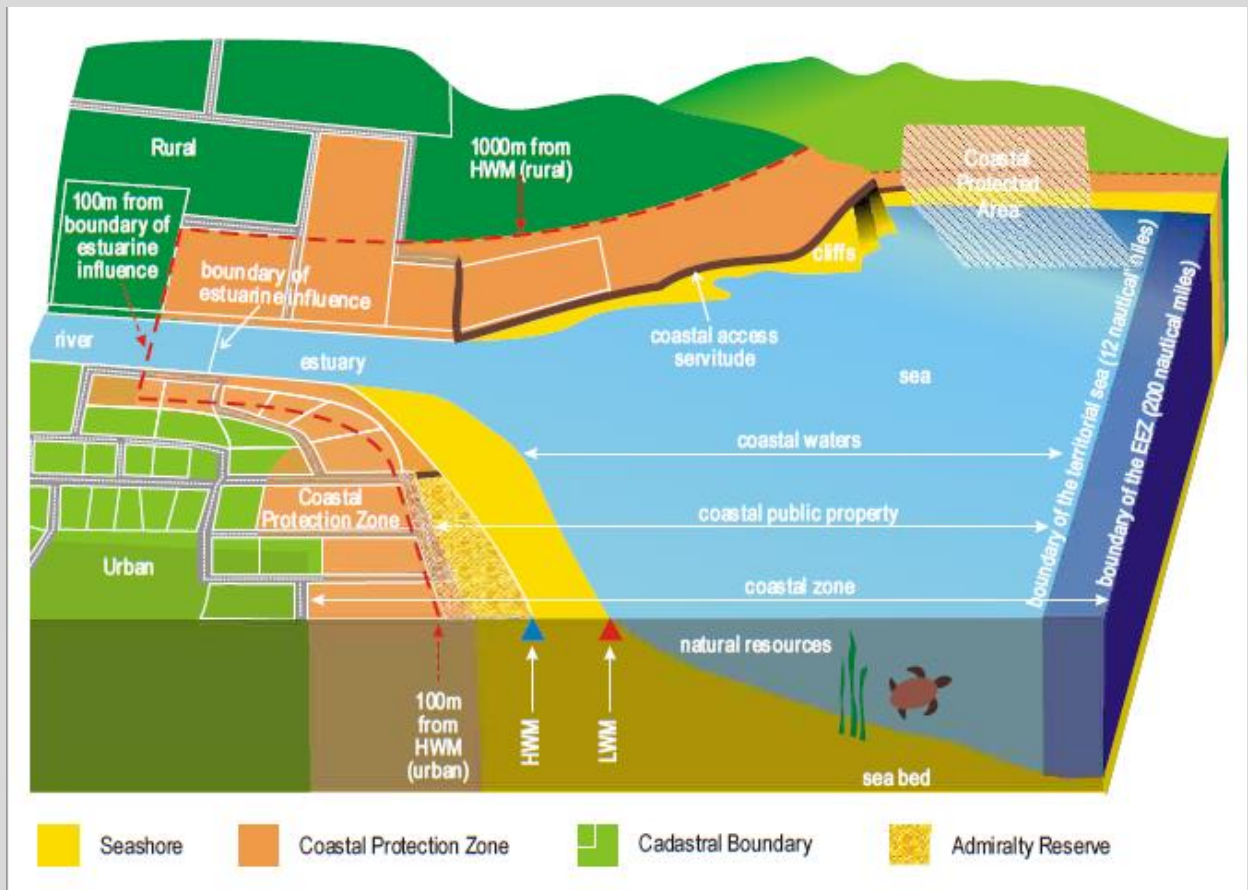 Rural
1000m from
HWM (rural)
Coastal
Protected
Area
100m from
boundary of
estuarine
influence
boundary of
estuarine influence
cliffs
river
estuary
coastal access
servitude
sea
boundary of the territorial sea (12 nautical miles)
boundary of the EEZ (200 nautical miles)
coastal waters
Coastal
Protection Zone
coastal public property
Urban
coastal zone
natural resources
100m
from
HWM
(urban)
HWM
LWM
sea bed
Seashore
Coastal Protection Zone
Cadastral Boundary
Admiralty Reserve